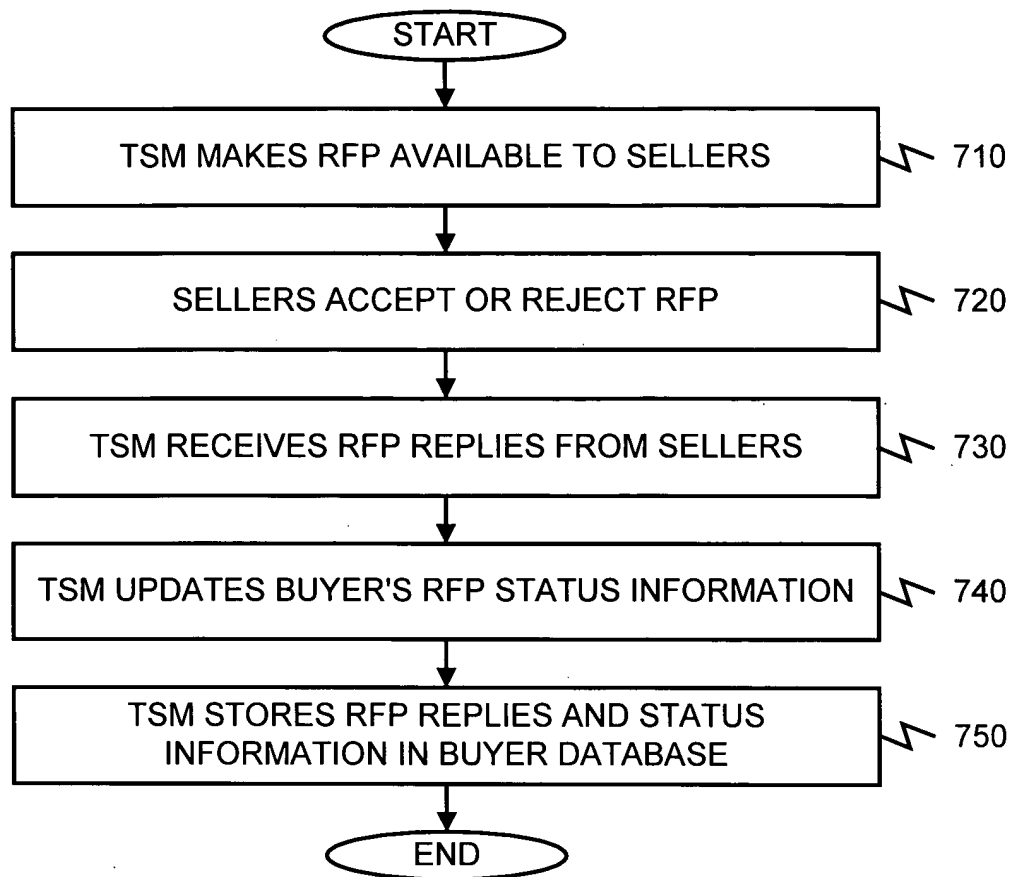 START
TSM MAKES RFP AVAILABLE TO SELLERS
710
SELLERS ACCEPT OR REJECT RFP
720
TSM RECEIVES RFP REPLIES FROM SELLERS
730
TSM UPDATES BUYER'S RFP STATUS INFORMATION
740
TSM STORES RFP REPLIES AND STATUS
INFORMATION IN BUYER DATABASE
750
END